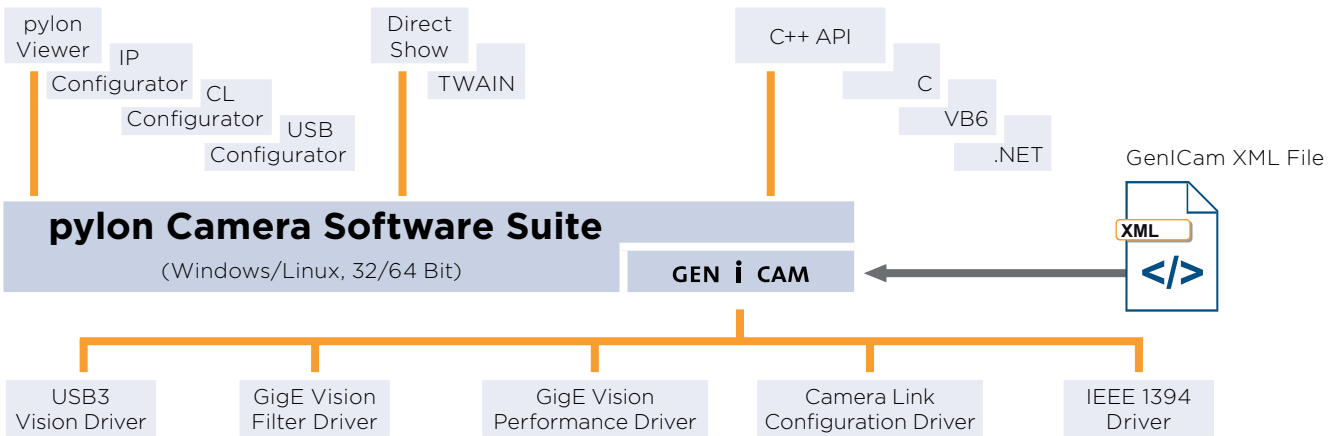 pylon
Viewer
IP
Configurator
CL
Configurator
USB
Configurator
Direct
Show
TWAIN
C++ API
C
VB6
.NET
GenICam XML File
XML
</>
pylon Camera Software Suite
(Windows/Linux, 32/64 Bit)
GEN i CAM
USB3
Vision Driver
GigE Vision
Filter Driver
GigE Vision
Performance Driver
Camera Link
Configuration Driver
IEEE 1394
Driver